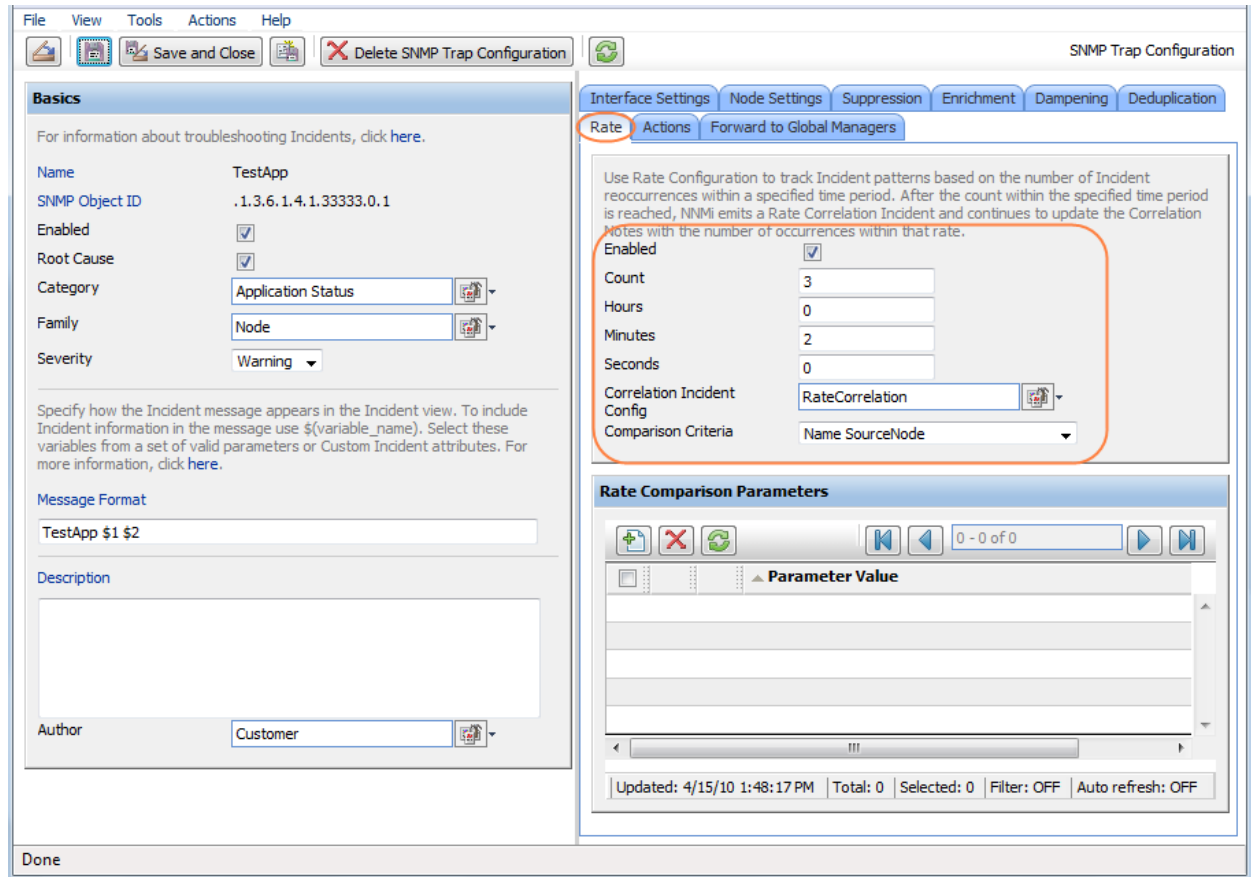 File View Tools Actions Help
Save and Close Delete SNMP Trap Configuration SNMP Trap Configuration
Basics
For information about troubleshooting Incidents, click here.
Name TestApp
SNMP Object ID .1.3.6.1.4.1.33333.0.1
Enabled
Root Cause
Category Application Status
Family Node
Severity Warning
Specify how the Incident message appears in the Incident view. To include
Incident information in the message use $(variable_name). Select these
variables from a set of valid parameters or Custom Incident attributes. For
more information, click here.
Message Format
TestApp $1 $2
Description
Author Customer
Interface Settings Node Settings Suppression Enrichment Dampening Deduplication
Rate Actions Forward to Global Managers
Use Rate Configuration to track Incident patterns based on the number of Incident
reoccurrences within a specified time period. After the count within the specified time period
is reached, NNMi emits a Rate Correlation Incident and continues to update the Correlation
Notes with the number of occurrences within that rate.
Enabled
Count 3
Hours 0
Minutes 2
Seconds 0
Correlation Incident
Config RateCorrelation
Comparison Criteria Name SourceNode
Rate Comparison Parameters
0 - 0 of 0
Parameter Value
Updated: 4/15/10 1:48:17 PM Total: 0 Selected: 0 Filter: OFF Auto refresh: OFF
Done